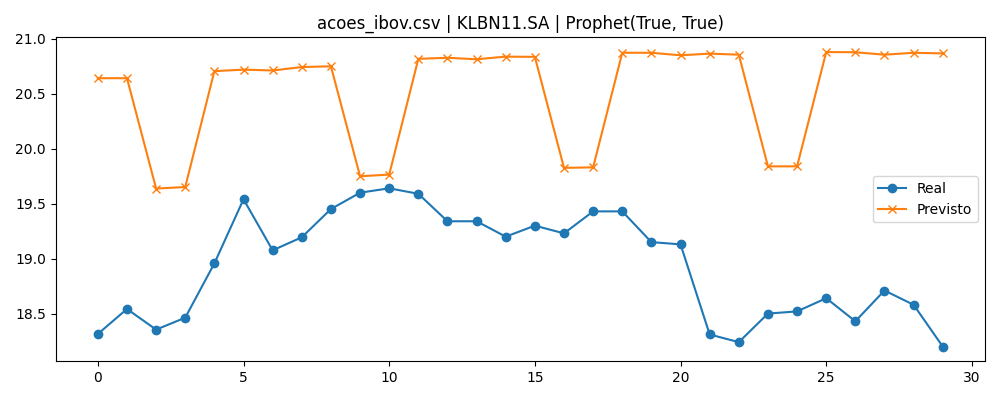 acoes_ibov.csv | KLBN11.SA | Prophet(True, True)
21.0
20.5
20.0
19.5
19.0
18.5
Real
Previsto
0 5 10 15 20 25 30